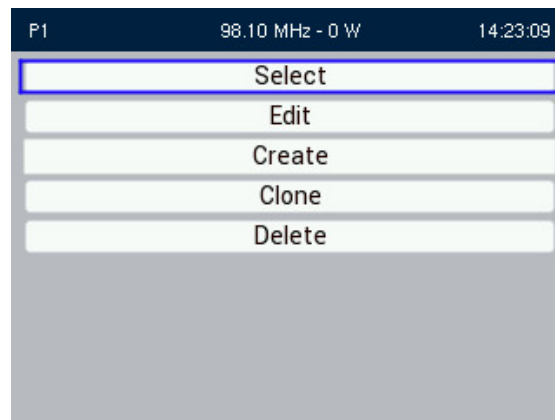 P1 98.10 MHz - 0 W 14:23:09
Select
Edit
Create
Clone
Delete